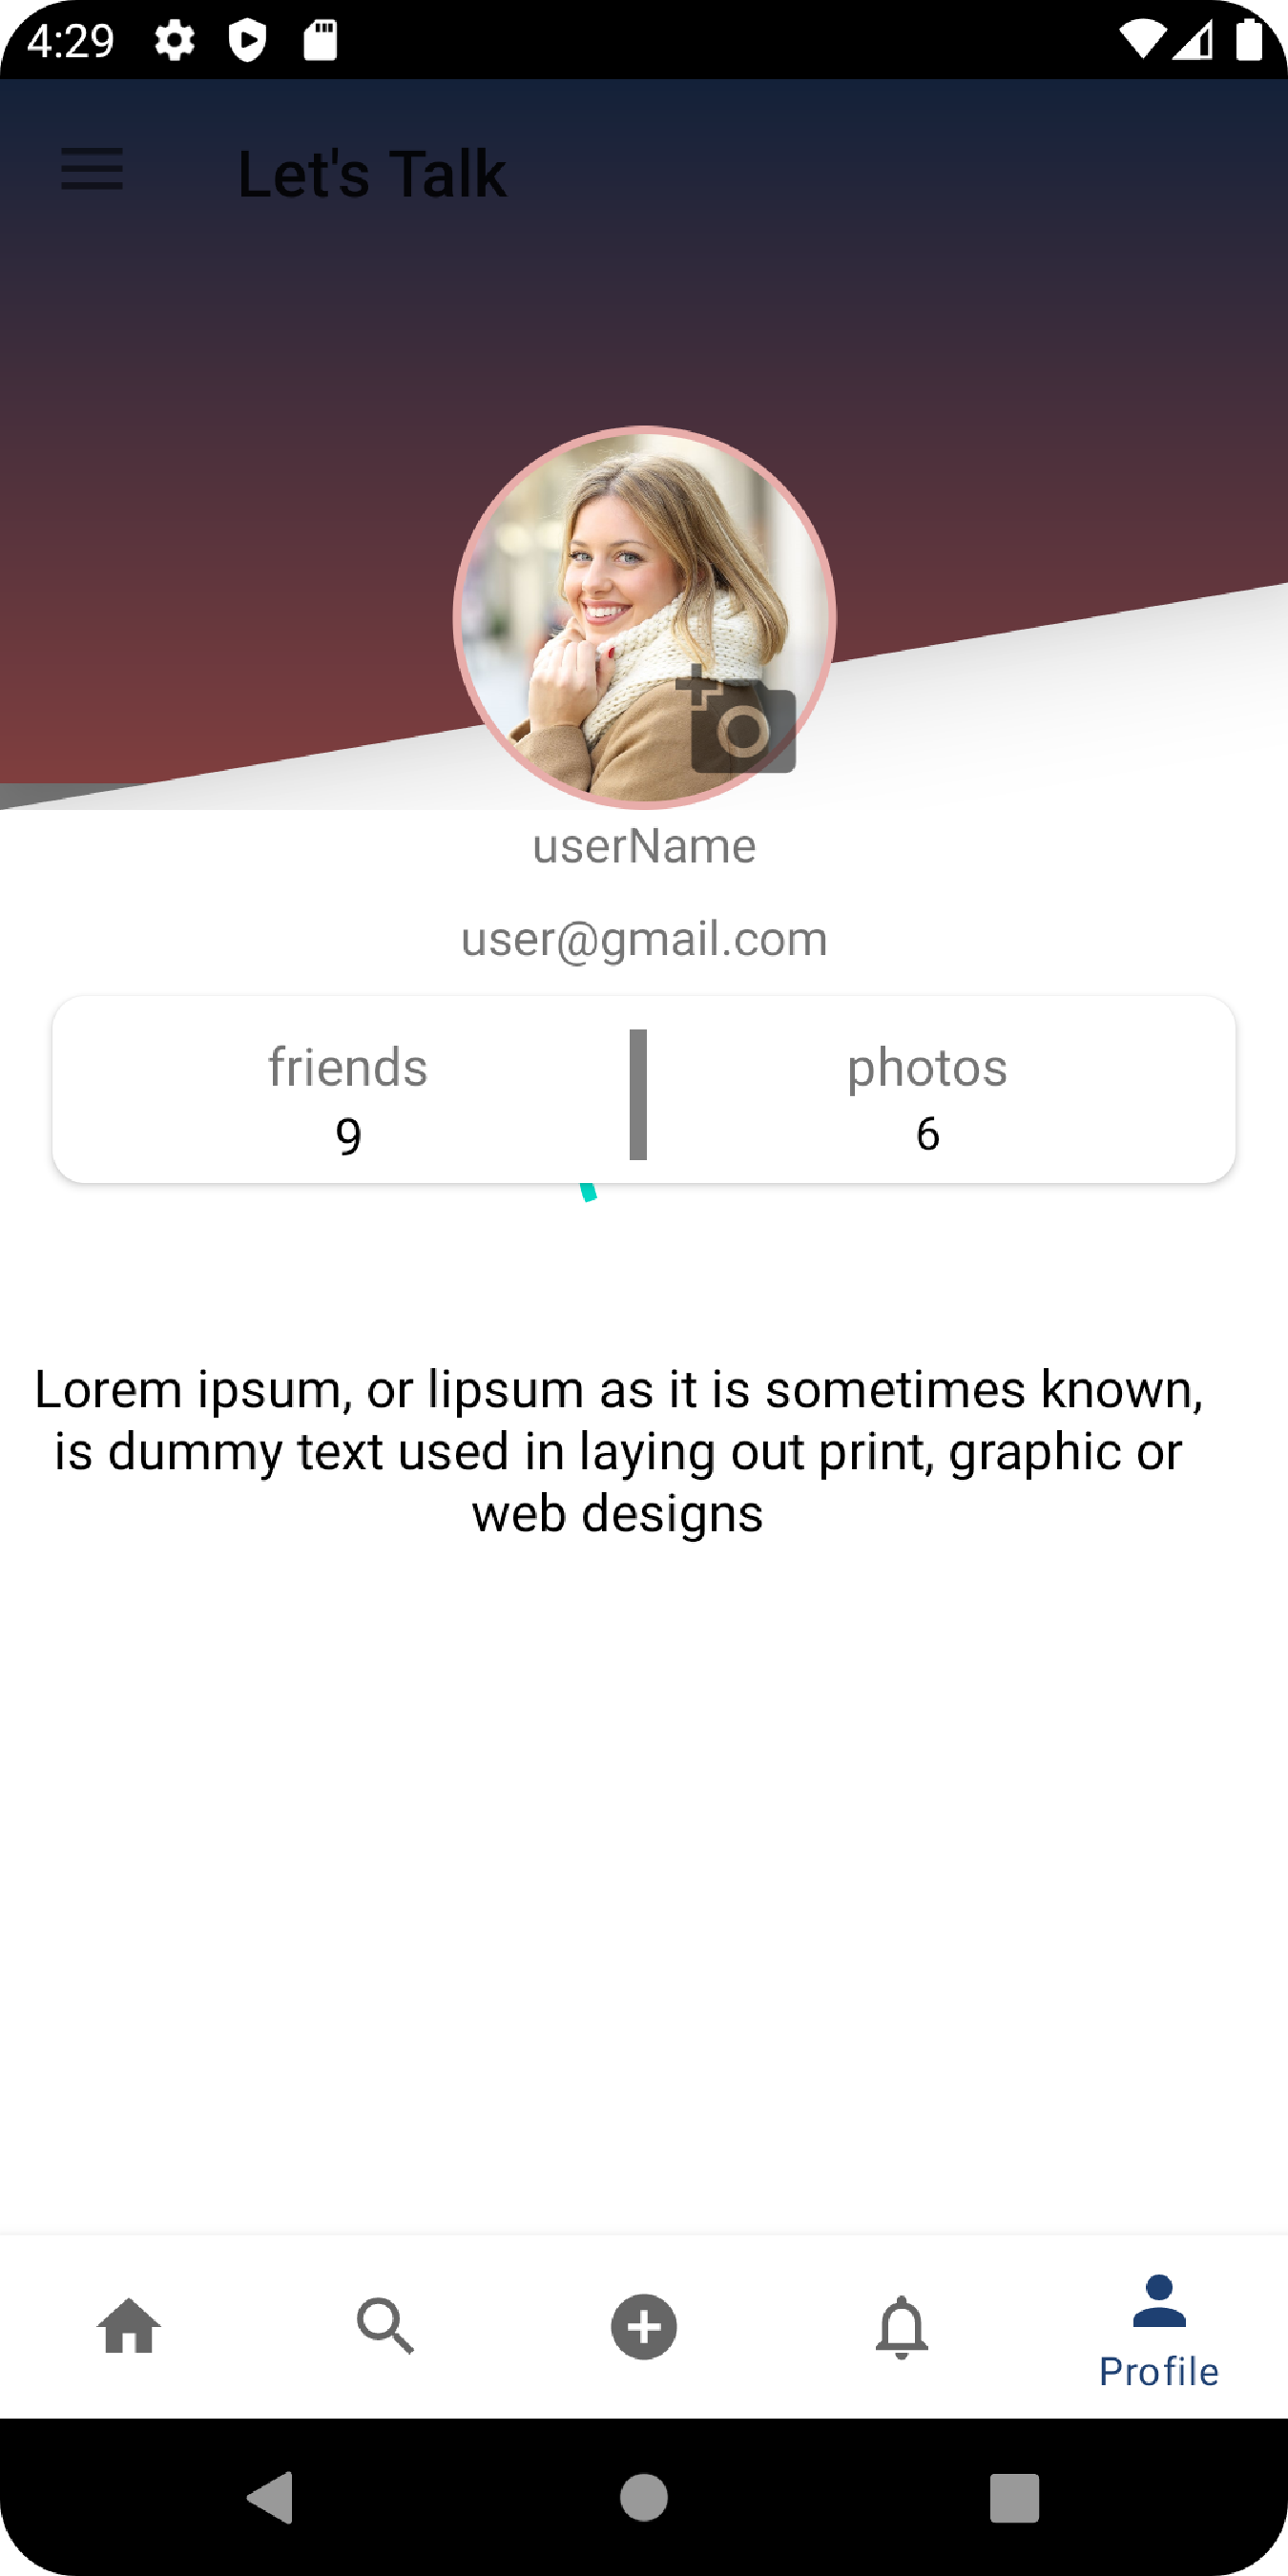 4:29
Let's Talk
userName
user@gmail.com
friends
photos
9
6
Lorem ipsum, or lipsum as it is sometimes known,
is dummy text used in laying out print, graphic or
web designs
Profile